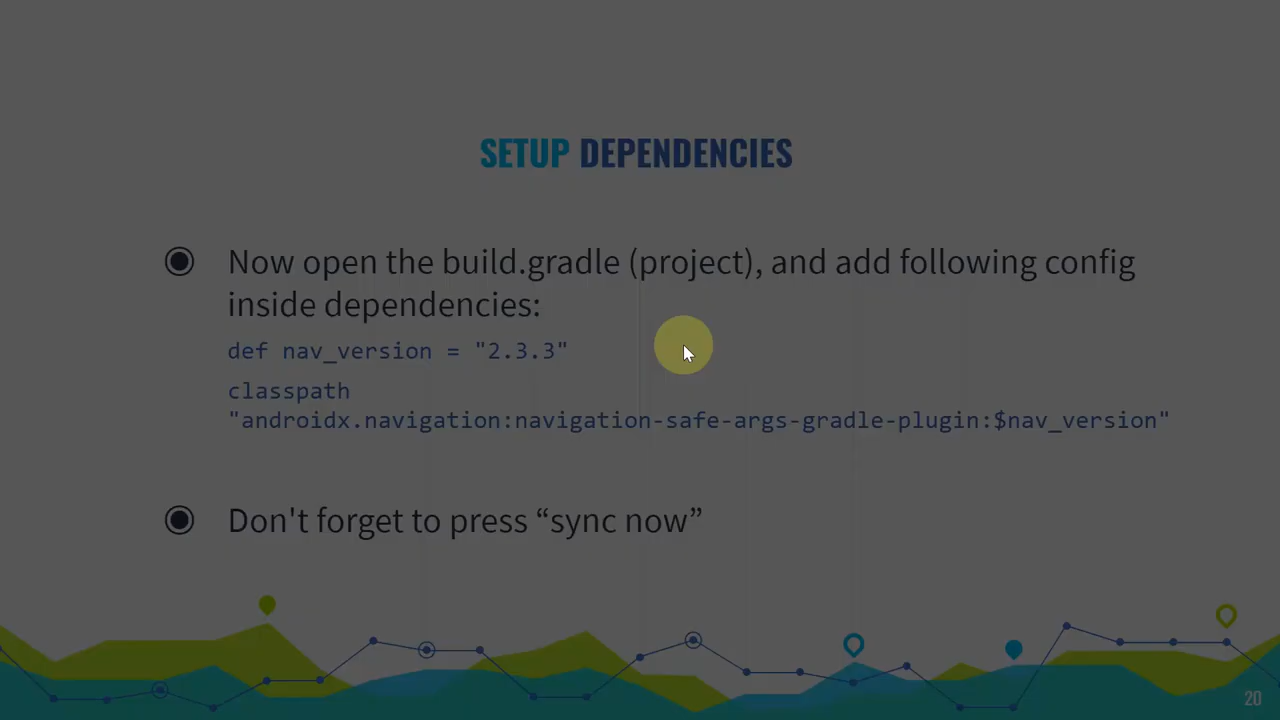 SETUP DEPENDENCIES
Now open the build.gradle (project), and add following config
inside dependencies:
def nav_version = "2.3.3"
classpath
"androidx.navigation:navigation-safe-args-gradle-plugin:$nav_version"
Don't forget to press “sync now”
20